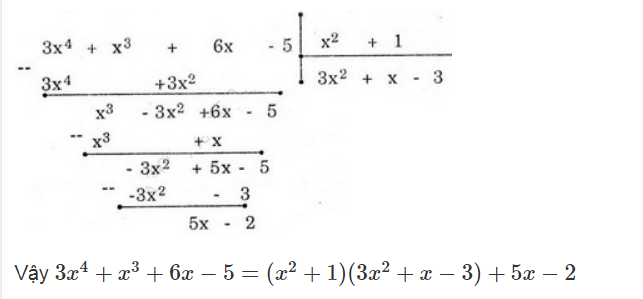 3x⁴ + x³ + 6x - 5 | x² + 1
-- 3x⁴ +3x² | 3x² + x - 3
x³ - 3x² +6x - 5
-- x³ + x
- 3x² + 5x - 5
-- -3x² - 3
5x - 2
Vậy 3x⁴ + x³ + 6x − 5 = (x² + 1)(3x² + x − 3) + 5x − 2